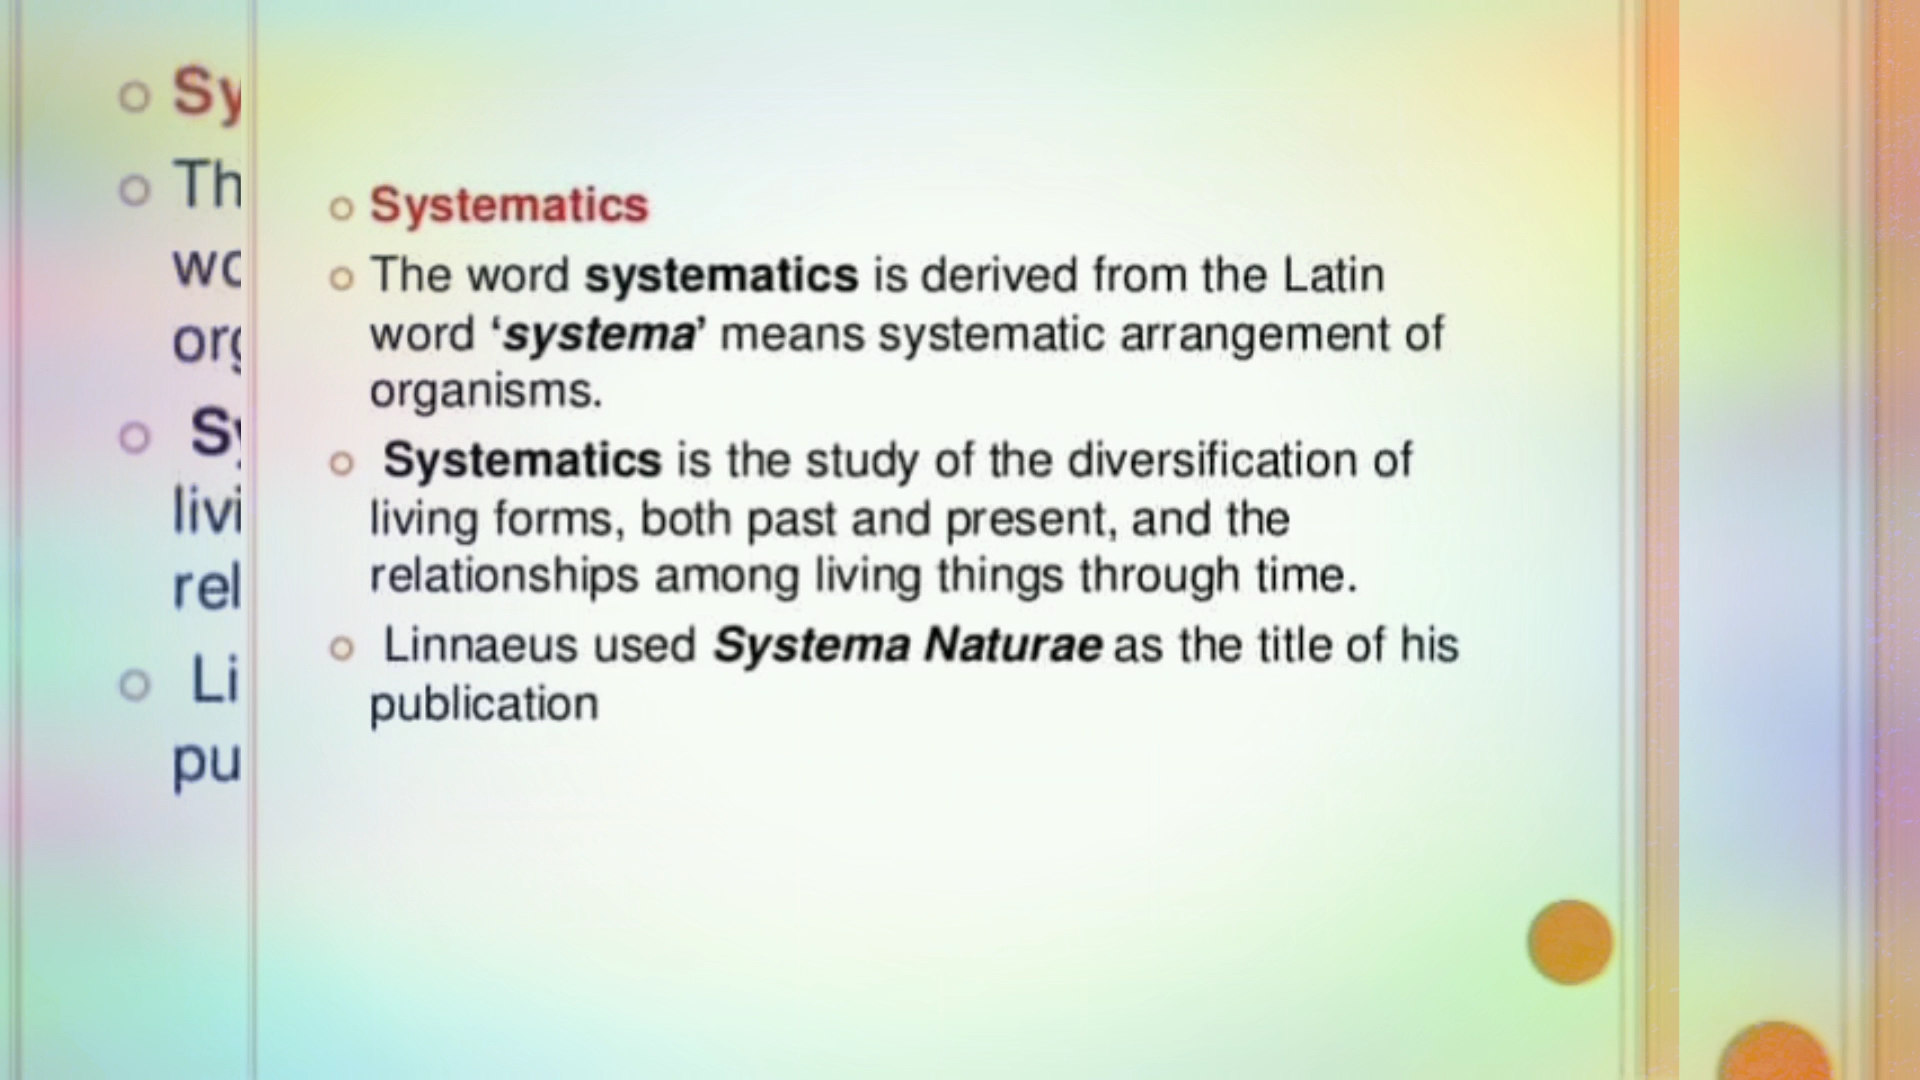 Systematics
The word systematics is derived from the Latin
word ‘systema’ means systematic arrangement of
organisms.
Systematics is the study of the diversification of
living forms, both past and present, and the
relationships among living things through time.
Linnaeus used Systema Naturae as the title of his
publication